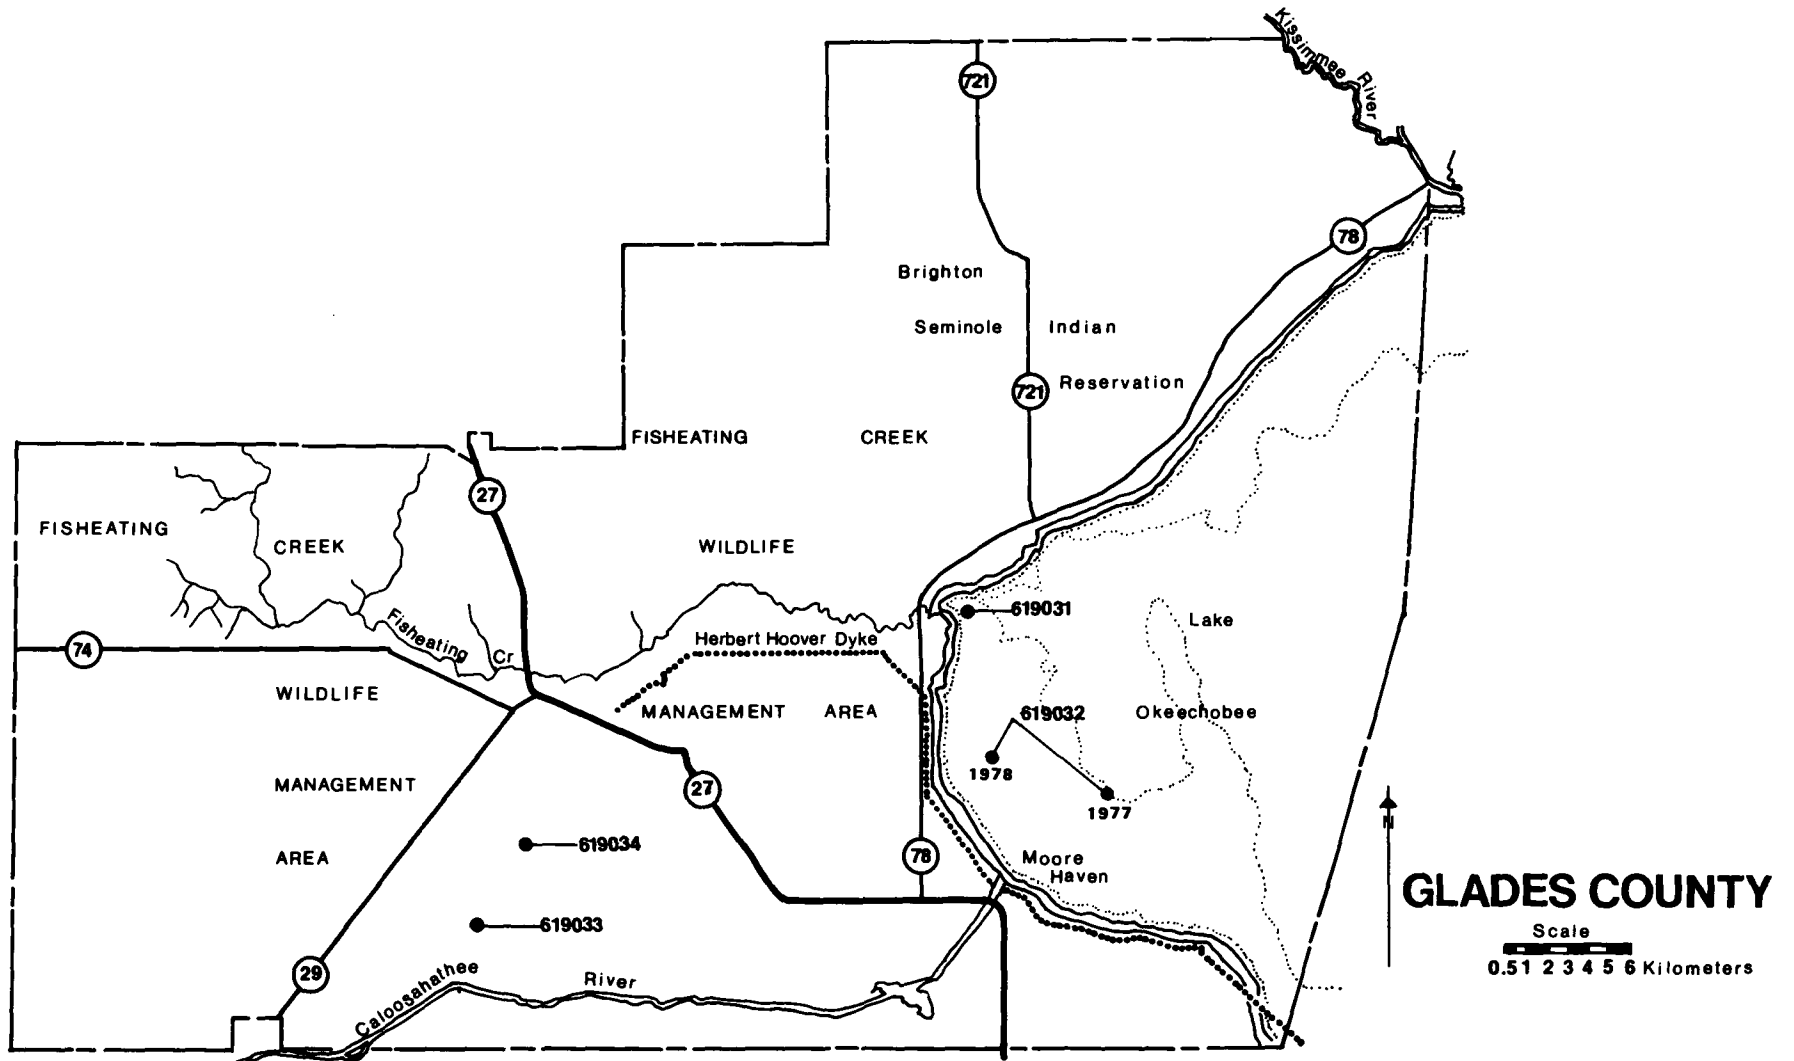 Kissimmee River
721
78
Brighton
Seminole Indian
721 Reservation
FISHEATING CREEK
27
FISHEATING
CREEK
WILDLIFE
619031
Fisheating Cr
Lake
Herbert Hoover Dyke
74
WILDLIFE
MANAGEMENT AREA
619032
Okeechobee
1978
MANAGEMENT
27
1977
619034
AREA
78
Moore
Haven
N
GLADES COUNTY
619033
Scale
0.5 1 2 3 4 5 6 Kilometers
29
Caloosahathee River